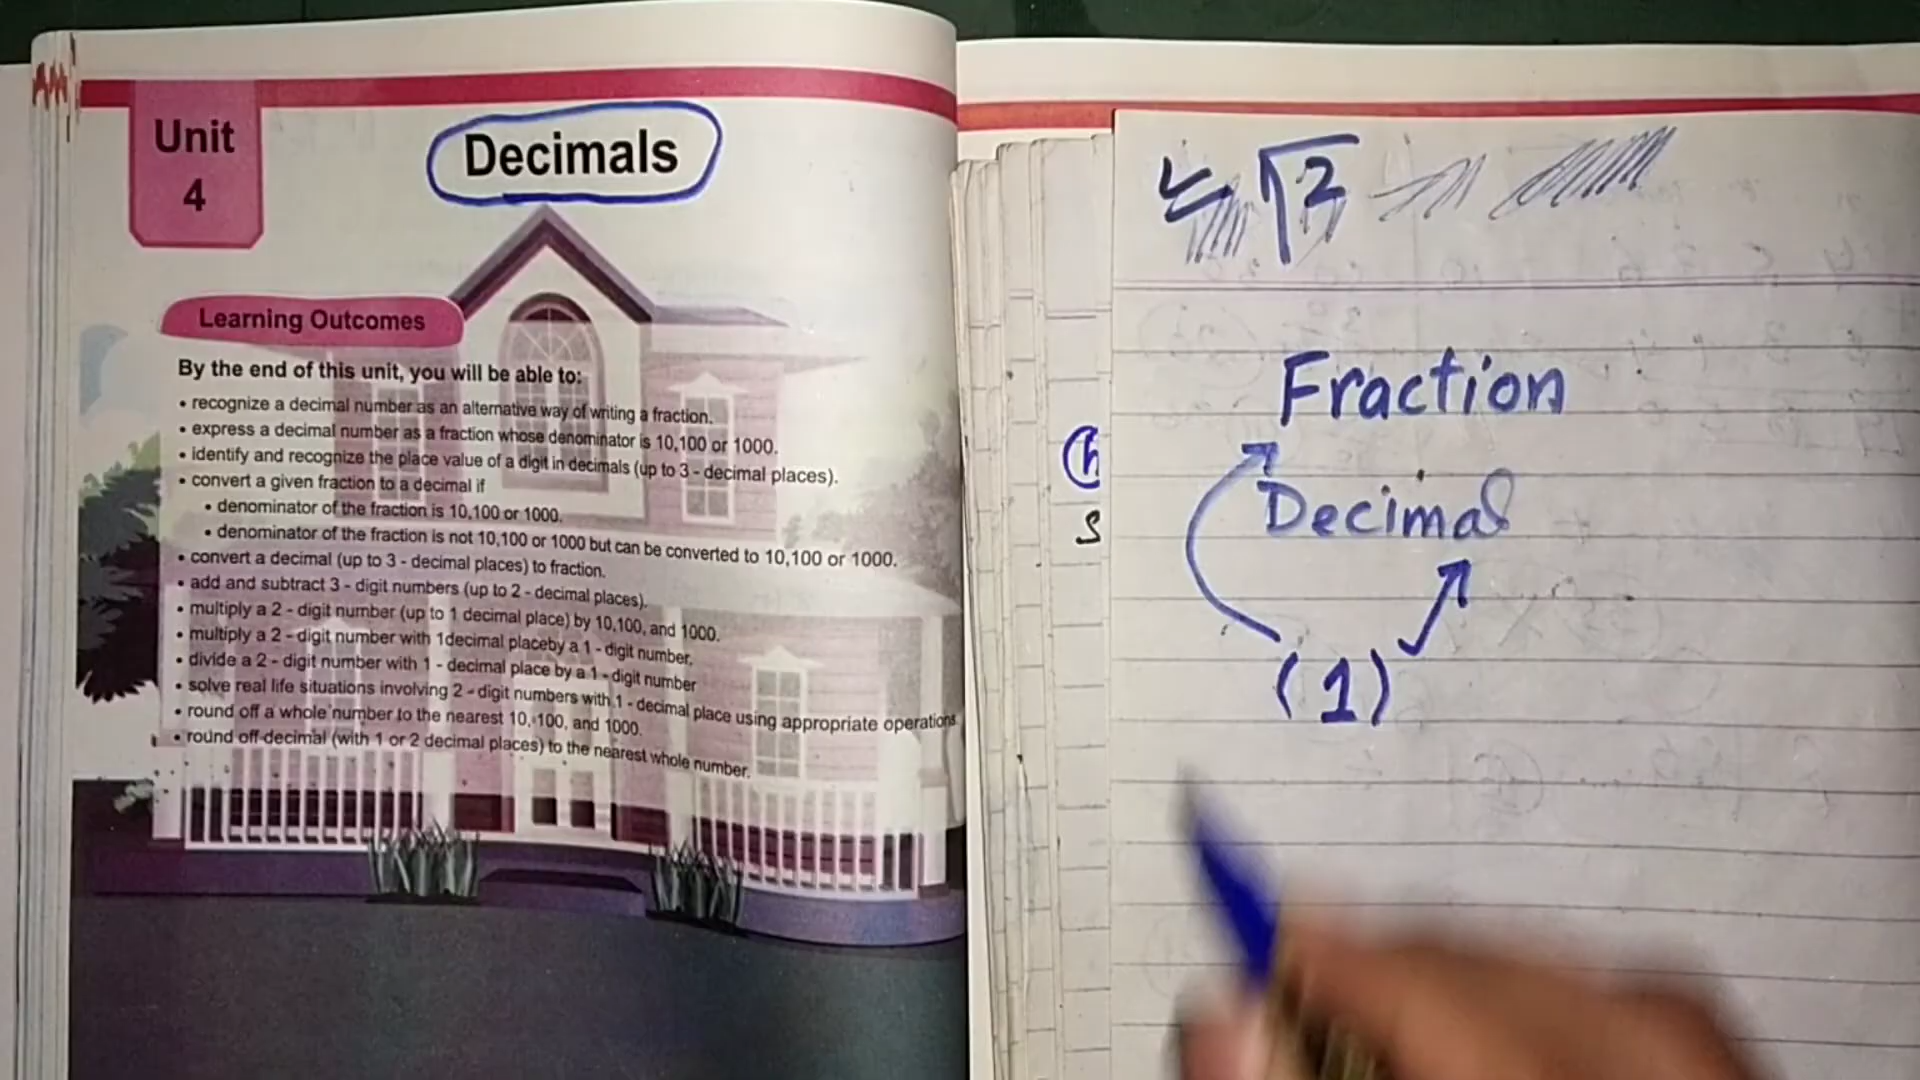 Unit
4
Decimals
Learning Outcomes
By the end of this unit, you will be able to:
• recognize a decimal number as an alternative way of writing a fraction.
• express a decimal number as a fraction whose denominator is 10,100 or 1000.
• identify and recognize the place value of a digit in decimals (up to 3 - decimal places).
• convert a given fraction to a decimal if
• denominator of the fraction is 10,100 or 1000.
• denominator of the fraction is not 10,100 or 1000 but can be converted to 10,100 or 1000.
• convert a decimal (up to 3 - decimal places) to fraction.
• add and subtract 3 - digit numbers (up to 2 - decimal places).
• multiply a 2 - digit number (up to 1 decimal place) by 10,100, and 1000.
• multiply a 2 - digit number with 1decimal placeby a 1 - digit number.
• divide a 2 - digit number with 1 - decimal place by a 1 - digit number
• solve real life situations involving 2 - digit numbers with 1 - decimal place using appropriate operations
• round off a whole number to the nearest 10, 100, and 1000.
• round off decimal (with 1 or 2 decimal places) to the nearest whole number.
√2
Fraction
Decimal
(1)